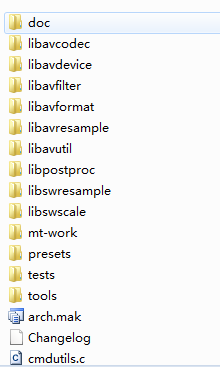 doc
libavcodec
libavdevice
libavfilter
libavformat
libavresample
libavutil
libpostproc
libswresample
libswscale
mt-work
presets
tests
tools
arch.mak
Changelog
cmdutils.c